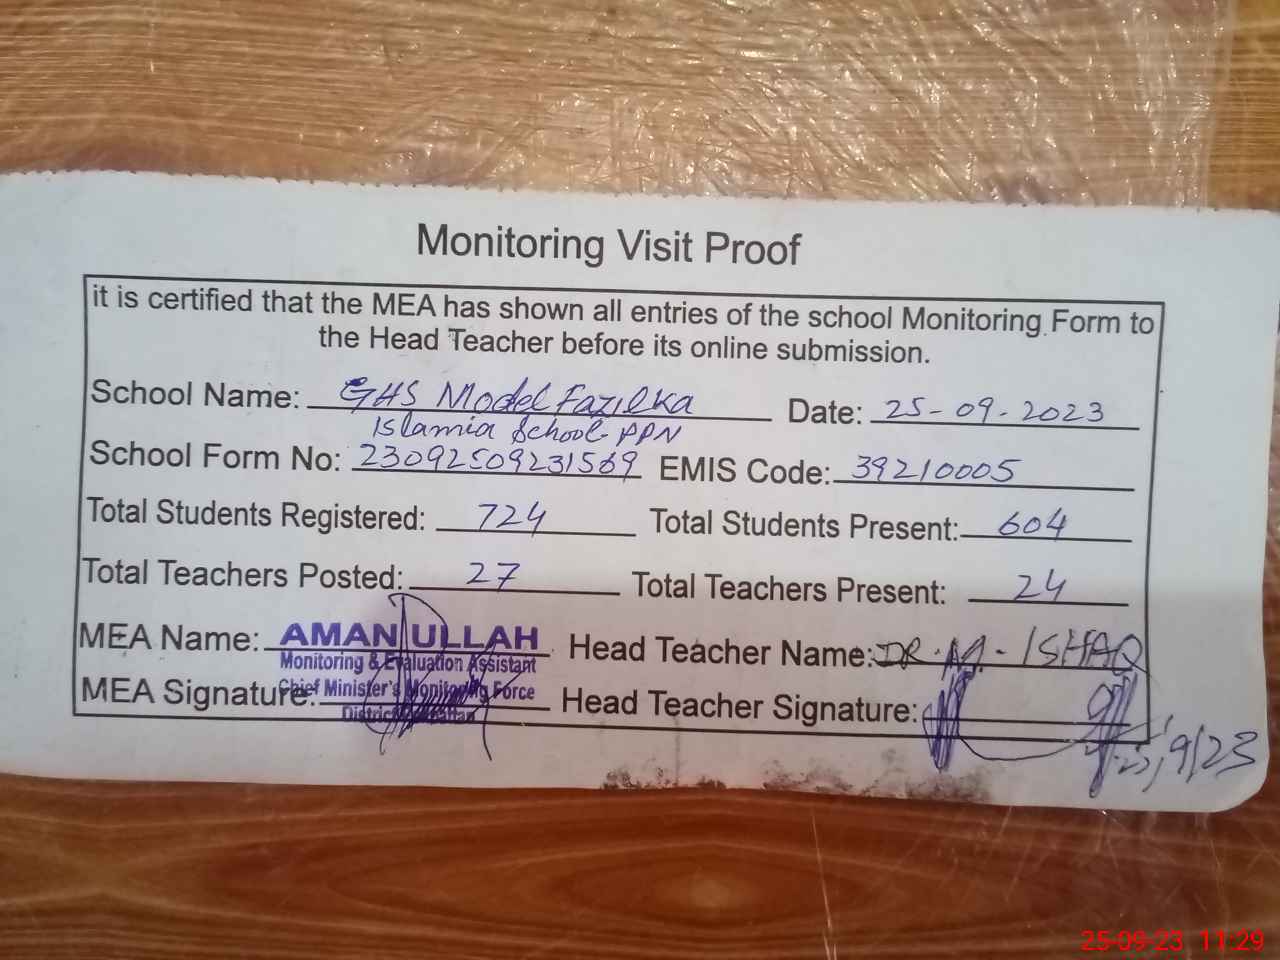 Monitoring Visit Proof
it is certified that the MEA has shown all entries of the school Monitoring Form to
the Head Teacher before its online submission.
School Name: GHS Model Fazilka Date: 25-09-2023
Islamia School PPN
School Form No: 23092509231569 EMIS Code: 39210005
Total Students Registered: 724 Total Students Present: 604
Total Teachers Posted: 27 Total Teachers Present: 24
MEA Name: AMAN ULLAH Head Teacher Name: DR. M. ISHAQ
Monitoring & Evaluation Assistant
Chief Minister's Monitoring Force
MEA Signature: Head Teacher Signature:
District
9/23
25-09-23 11:29